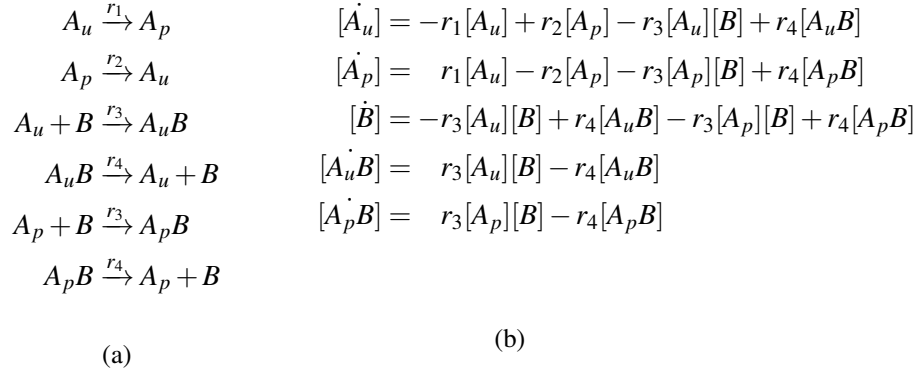 A_u \xrightarrow{r_1} A_p
A_p \xrightarrow{r_2} A_u
A_u + B \xrightarrow{r_3} A_uB
A_uB \xrightarrow{r_4} A_u + B
A_p + B \xrightarrow{r_3} A_pB
A_pB \xrightarrow{r_4} A_p + B
(a)
[\dot{A_u}] = -r_1[A_u] + r_2[A_p] - r_3[A_u][B] + r_4[A_uB]
[\dot{A_p}] = r_1[A_u] - r_2[A_p] - r_3[A_p][B] + r_4[A_pB]
[\dot{B}] = -r_3[A_u][B] + r_4[A_uB] - r_3[A_p][B] + r_4[A_pB]
[\dot{A_uB}] = r_3[A_u][B] - r_4[A_uB]
[\dot{A_pB}] = r_3[A_p][B] - r_4[A_pB]
(b)